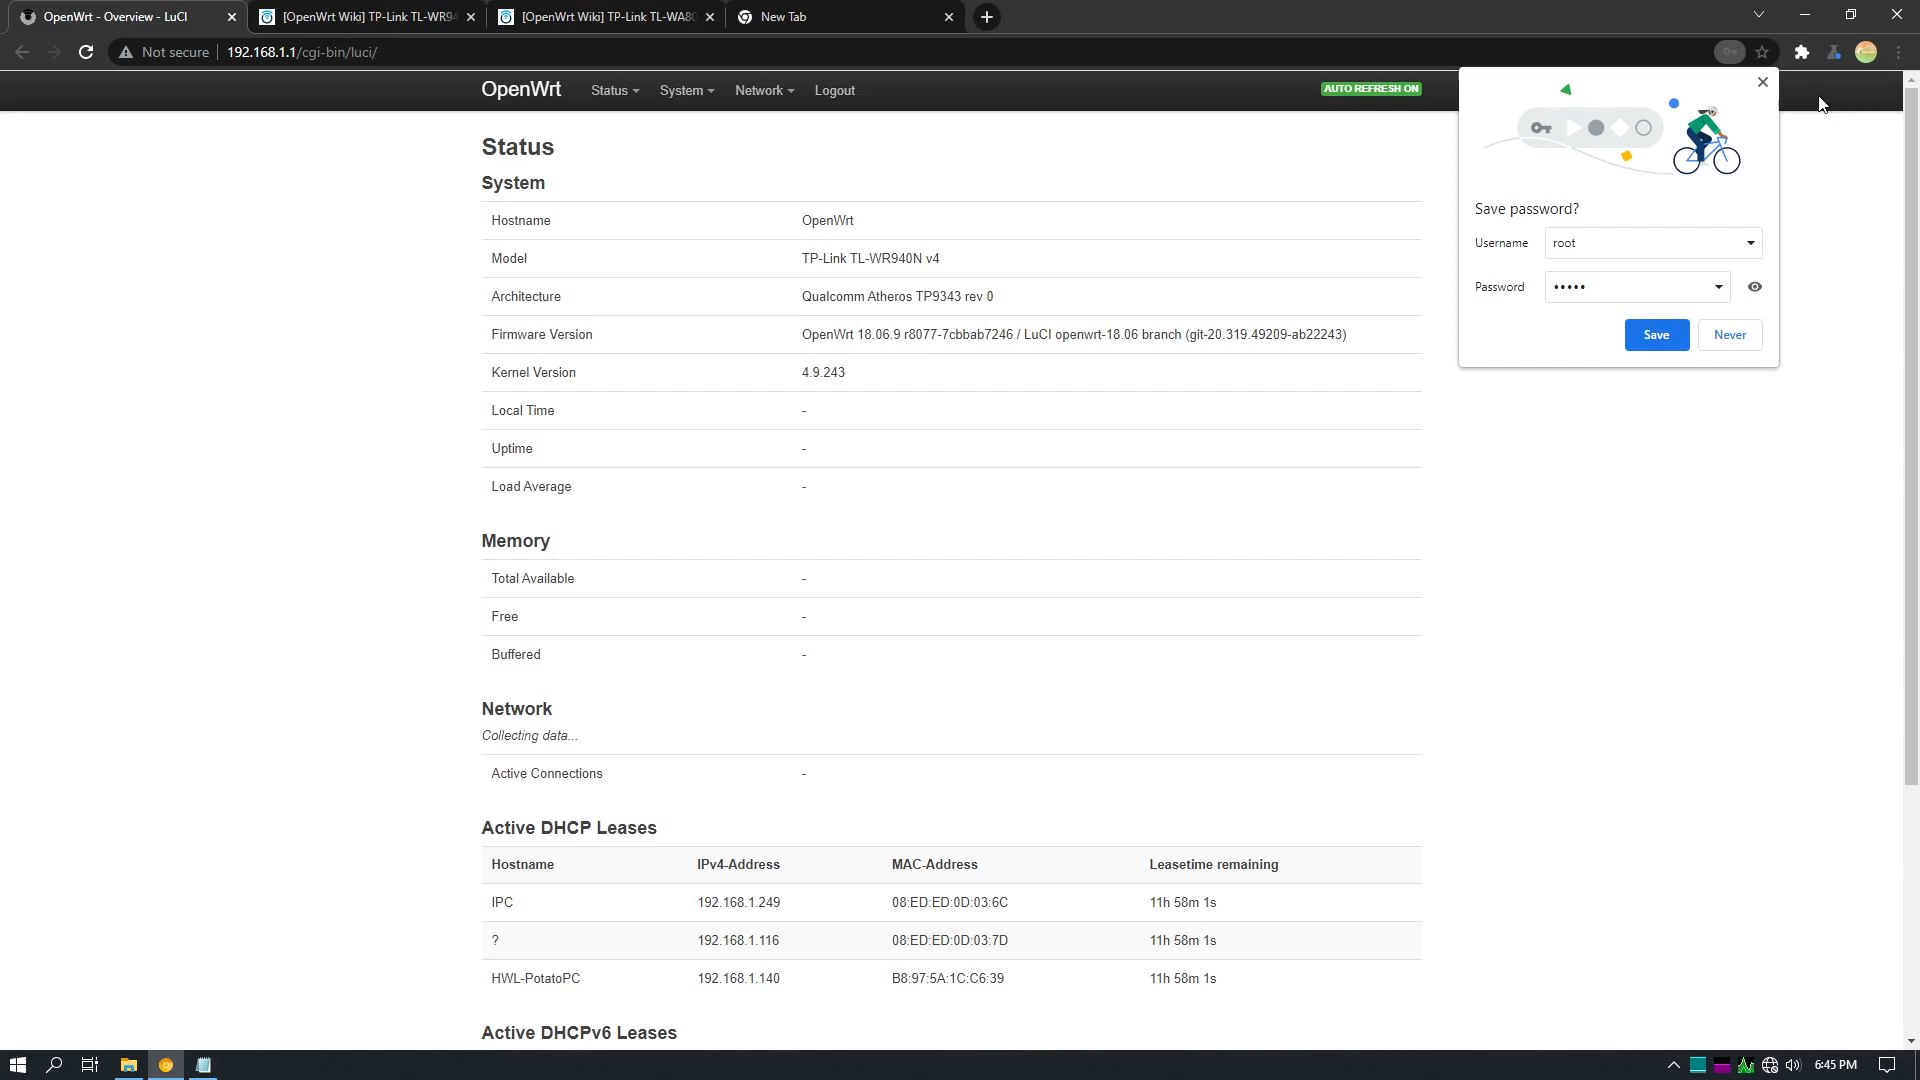 OpenWrt - Overview - LuCI
[OpenWrt Wiki] TP-Link TL-WR94
[OpenWrt Wiki] TP-Link TL-WA80
New Tab
Not secure
192.168.1.1/cgi-bin/luci/
OpenWrt
Status
System
Network
Logout
AUTO REFRESH ON
Save password?
Username
root
Password
•••••
Save
Never
Status
System
Hostname OpenWrt
Model TP-Link TL-WR940N v4
Architecture Qualcomm Atheros TP9343 rev 0
Firmware Version OpenWrt 18.06.9 r8077-7cbbab7246 / LuCI openwrt-18.06 branch (git-20.319.49209-ab22243)
Kernel Version 4.9.243
Local Time -
Uptime -
Load Average -
Memory
Total Available -
Free -
Buffered -
Network
Collecting data...
Active Connections -
Active DHCP Leases
Hostname IPv4-Address MAC-Address Leasetime remaining
IPC 192.168.1.249 08:ED:ED:0D:03:6C 11h 58m 1s
? 192.168.1.116 08:ED:ED:0D:03:7D 11h 58m 1s
HWL-PotatoPC 192.168.1.140 B8:97:5A:1C:C6:39 11h 58m 1s
Active DHCPv6 Leases
6:45 PM